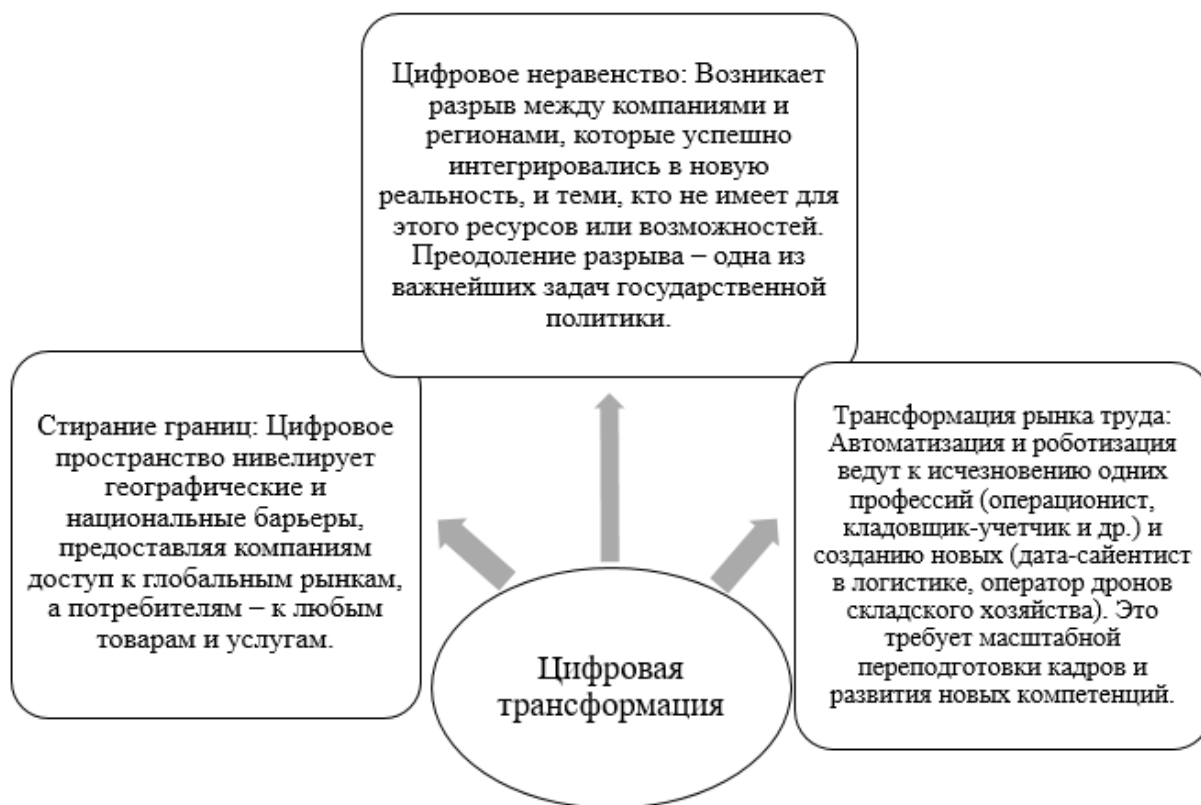 Цифровое неравенство: Возникает
разрыв между компаниями и
регионами, которые успешно
интегрировались в новую
реальность, и теми, кто не имеет для
этого ресурсов или возможностей.
Преодоление разрыва – одна из
важнейших задач государственной
политики.
Стирание границ: Цифровое
пространство нивелирует
географические и
национальные барьеры,
предоставляя компаниям
доступ к глобальным рынкам,
а потребителям – к любым
товарам и услугам.
Трансформация рынка труда:
Автоматизация и роботизация
ведут к исчезновению одних
профессий (операционист,
кладовщик-учетчик и др.) и
созданию новых (дата-сайентист
в логистике, оператор дронов
складского хозяйства). Это
требует масштабной
переподготовки кадров и
развития новых компетенций.
Цифровая
трансформация